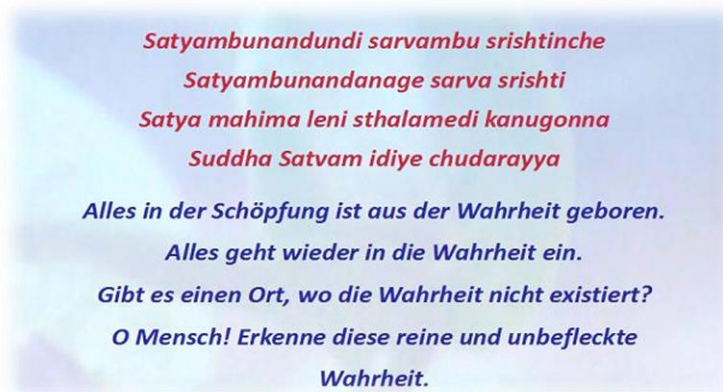 Satyambunandundi sarvambu srishtinche
Satyambunandanage sarva srishti
Satya mahima leni sthalamedi kanugonna
Suddha Satvam idiye chudarayya
Alles in der Schöpfung ist aus der Wahrheit geboren.
Alles geht wieder in die Wahrheit ein.
Gibt es einen Ort, wo die Wahrheit nicht existiert?
O Mensch! Erkenne diese reine und unbefleckte
Wahrheit.